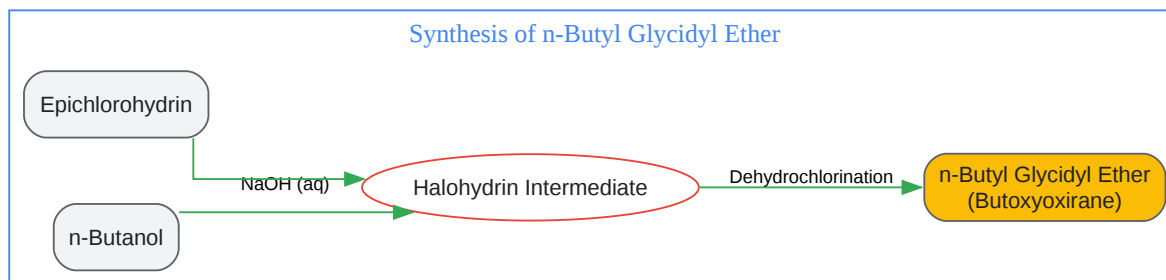 Synthesis of n-Butyl Glycidyl Ether
Epichlorohydrin
NaOH (aq)
n-Butanol
Halohydrin Intermediate
Dehydrochlorination
n-Butyl Glycidyl Ether
(Butoxyoxirane)